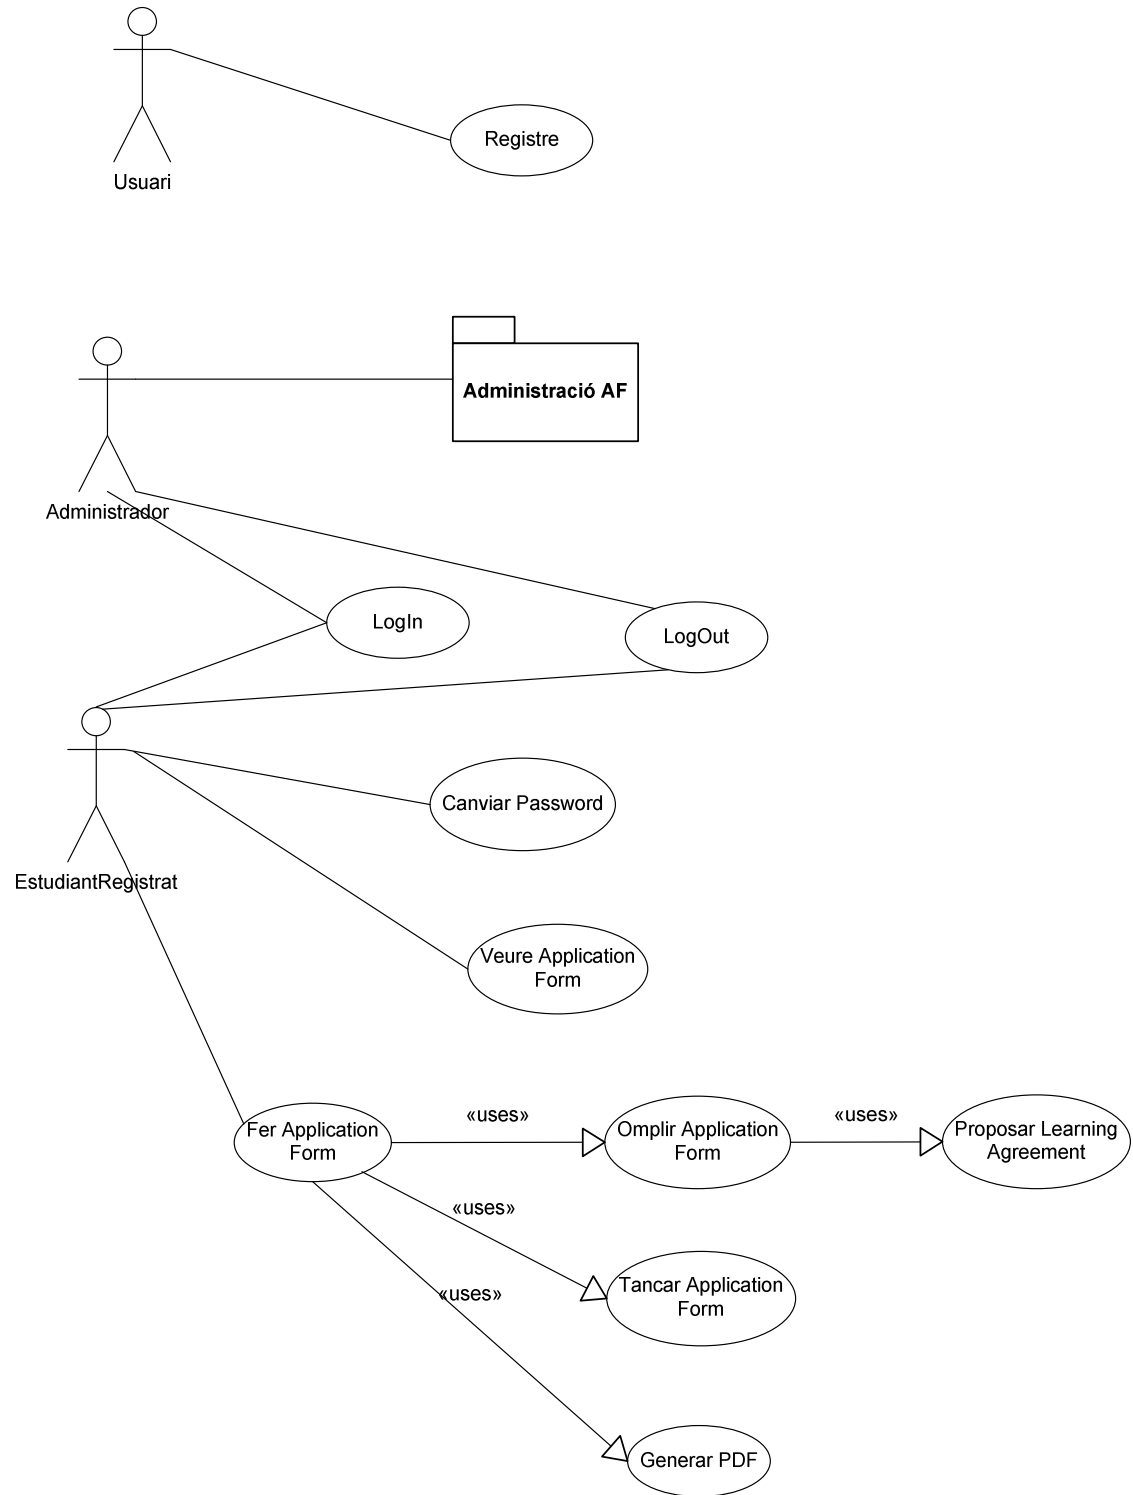 Registre
Usuari
Administració AF
Administrador
LogIn
LogOut
Canviar Password
EstudiantRegistrat
Veure Application
Form
«uses»
«uses»
Fer Application
Form
Omplir Application
Form
Proposar Learning
Agreement
«uses»
Tancar Application
Form
«uses»
Generar PDF